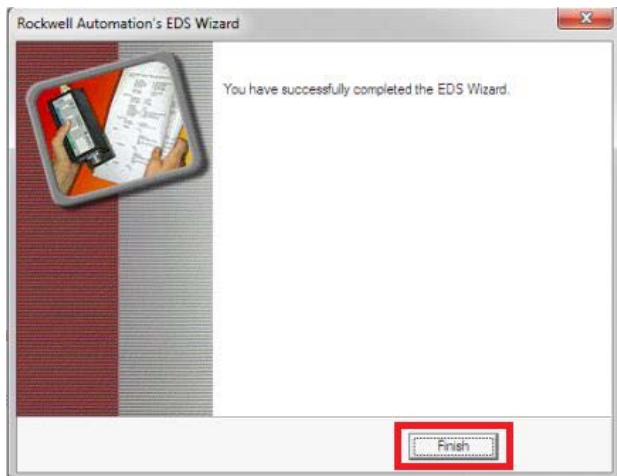 Rockwell Automation's EDS Wizard
You have successfully completed the EDS Wizard.
Finish